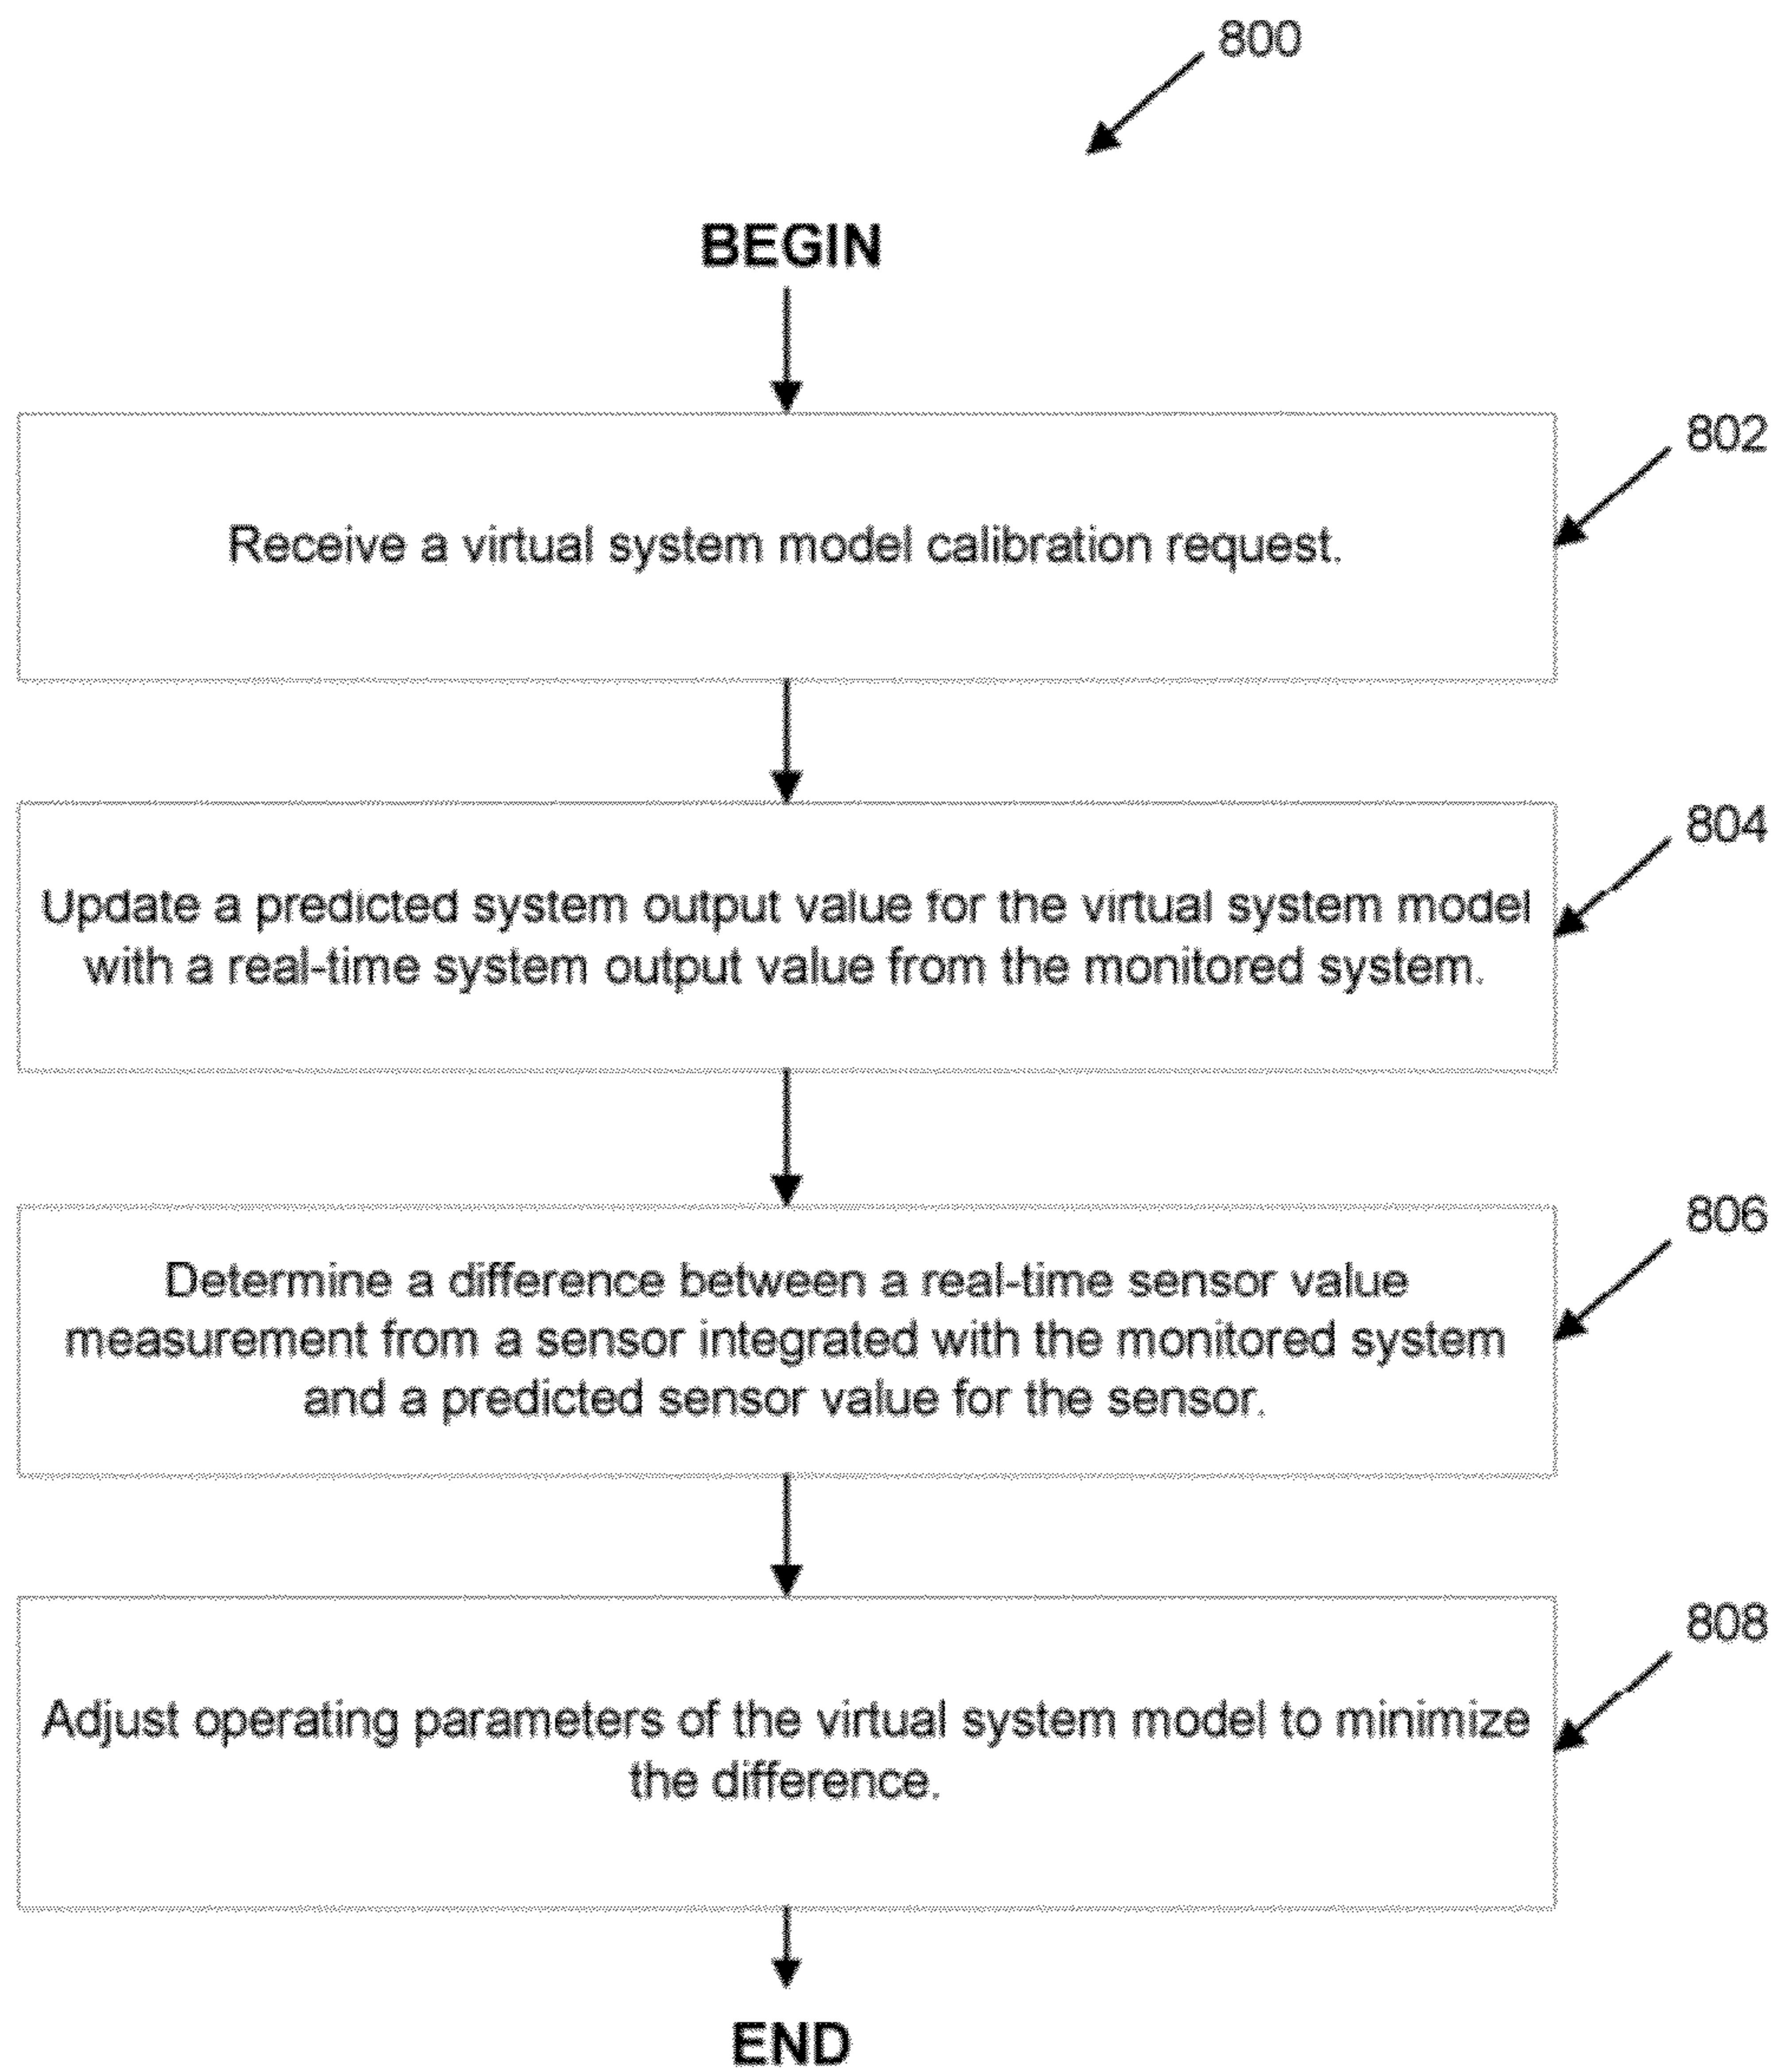 800
BEGIN
802
Receive a virtual system model calibration request.
804
Update a predicted system output value for the virtual system model
with a real-time system output value from the monitored system.
806
Determine a difference between a real-time sensor value
measurement from a sensor integrated with the monitored system
and a predicted sensor value for the sensor.
808
Adjust operating parameters of the virtual system model to minimize
the difference.
END